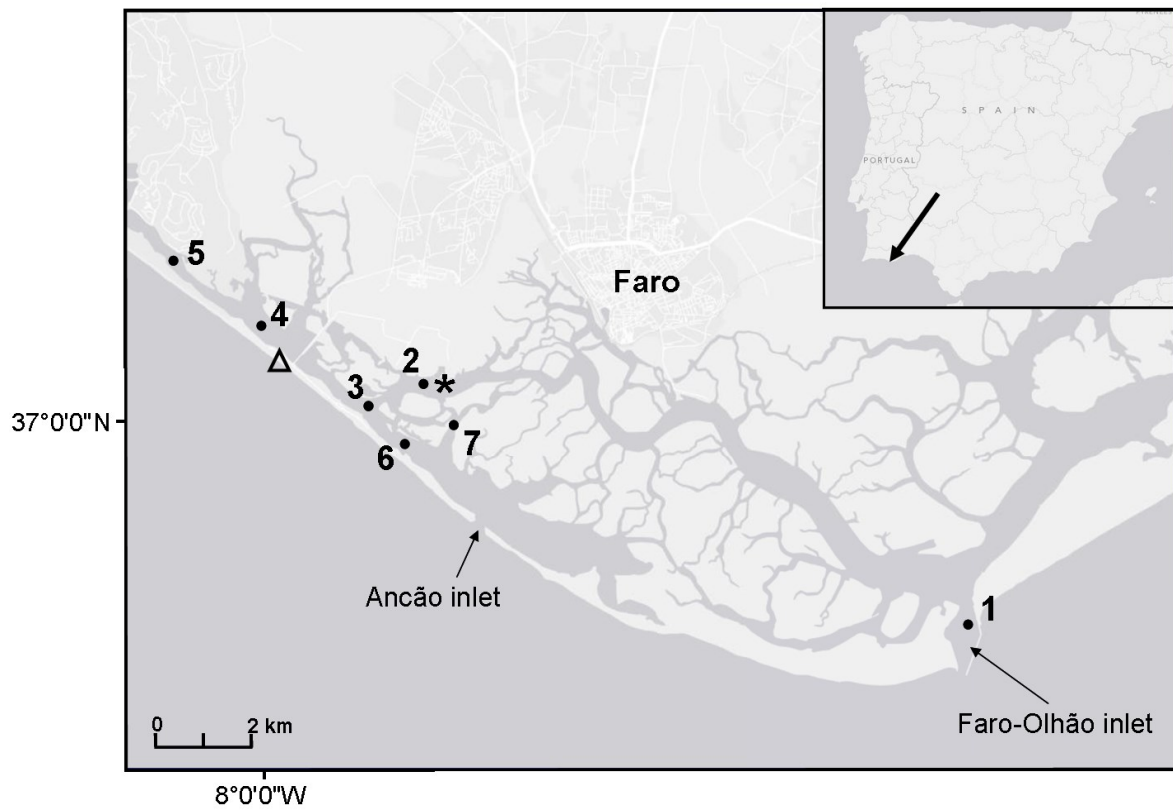 SPAIN
PORTUGAL
5
Faro
4
2
*
3
37°0'0"N
7
6
Ancão inlet
1
0 2 km
Faro-Olhão inlet
8°0'0"W